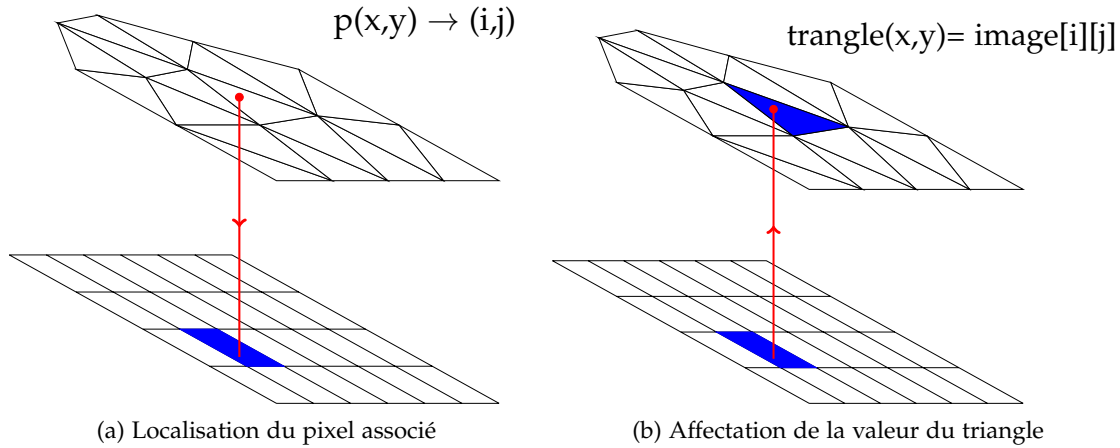 p(x,y) → (i,j)
trangle(x,y)= image[i][j]
(a) Localisation du pixel associé
(b) Affectation de la valeur du triangle